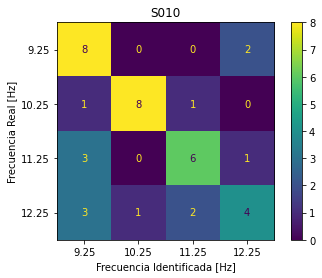 S010
Frecuencia Real [Hz]
9.25 8 0 0 2
10.25 1 8 1 0
11.25 3 0 6 1
12.25 3 1 2 4
9.25 10.25 11.25 12.25
Frecuencia Identificada [Hz]
8
7
6
5
4
3
2
1
0